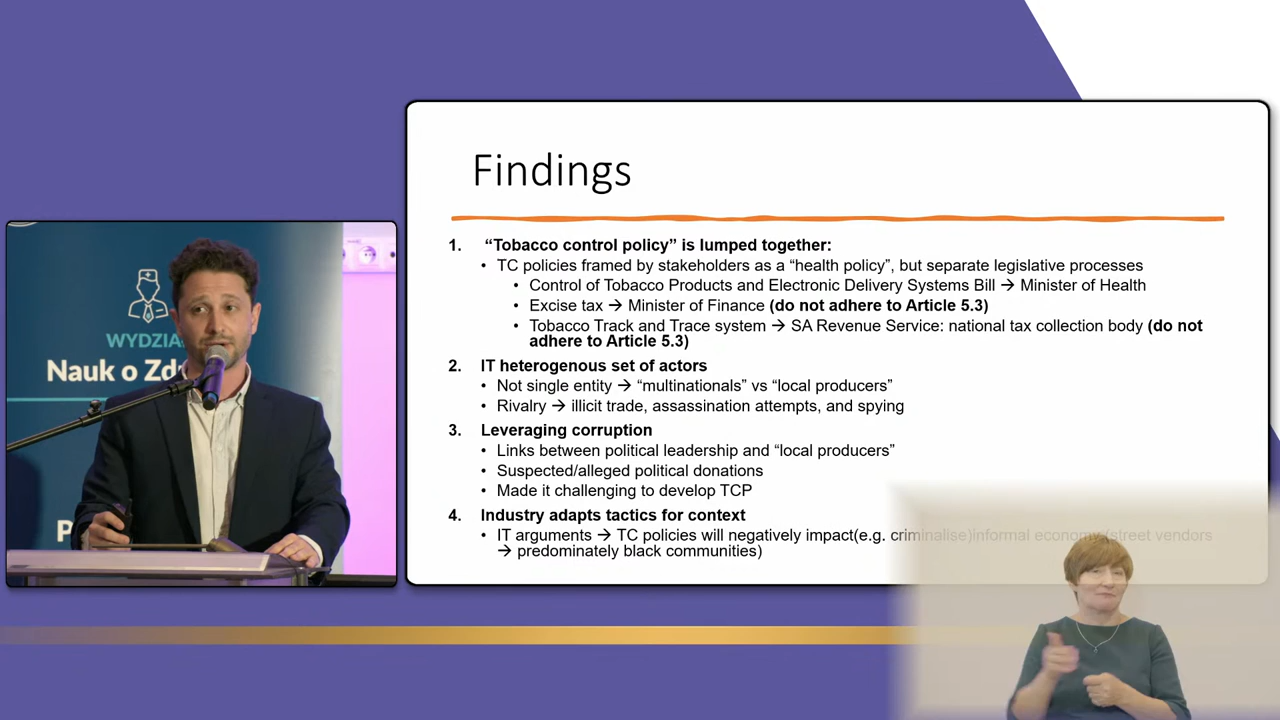 WYDZIA
Nauk o Zd
P
Findings
1. “Tobacco control policy” is lumped together:
• TC policies framed by stakeholders as a “health policy”, but separate legislative processes
• Control of Tobacco Products and Electronic Delivery Systems Bill → Minister of Health
• Excise tax → Minister of Finance (do not adhere to Article 5.3)
• Tobacco Track and Trace system → SA Revenue Service: national tax collection body (do not
adhere to Article 5.3)
2. IT heterogenous set of actors
• Not single entity → “multinationals” vs “local producers”
• Rivalry → illicit trade, assassination attempts, and spying
3. Leveraging corruption
• Links between political leadership and “local producers”
• Suspected/alleged political donations
• Made it challenging to develop TCP
4. Industry adapts tactics for context
• IT arguments → TC policies will negatively impact(e.g. criminalise)informal economy (street vendors
→ predominately black communities)